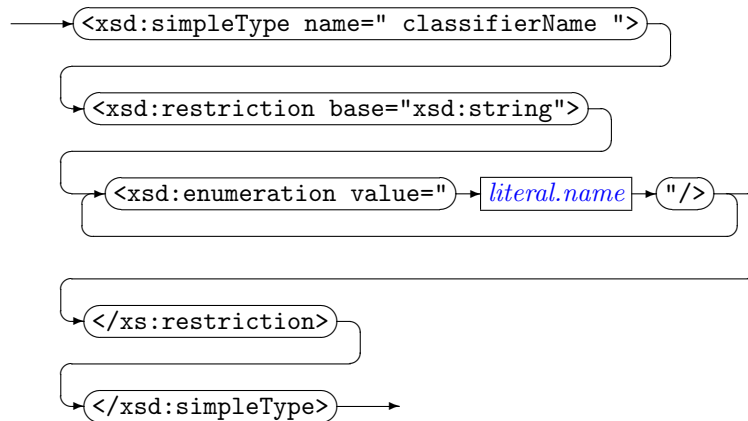 <xsd:simpleType name=" classifierName ">
<xsd:restriction base="xsd:string">
<xsd:enumeration value=" literal.name "/>
</xs:restriction>
</xsd:simpleType>